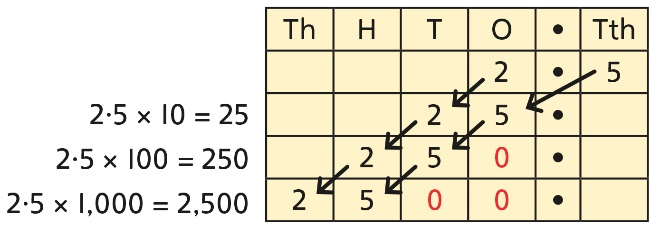 Th H T O • Tth
2 • 5
2·5 × 10 = 25 2 5 •
2·5 × 100 = 250 2 5 0 •
2·5 × 1,000 = 2,500 2 5 0 0 •